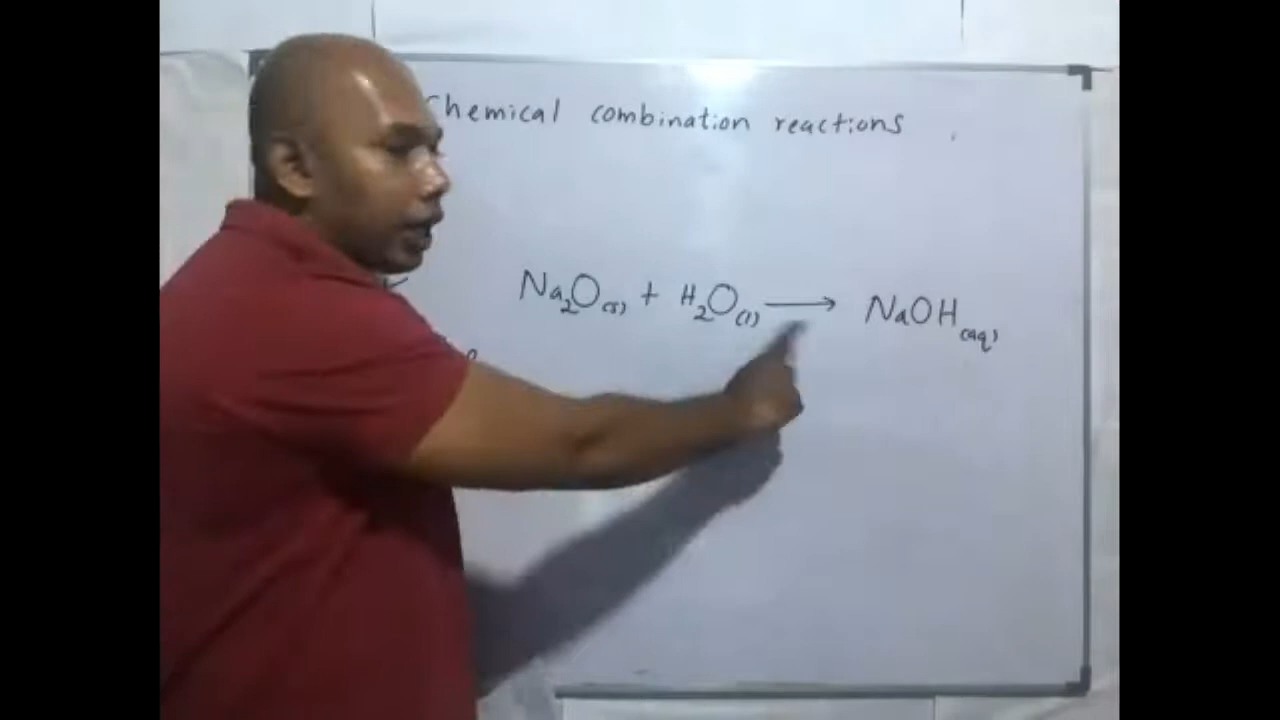 Chemical combination reactions
Na₂O(s) + H₂O(l) ⟶ NaOH(aq)